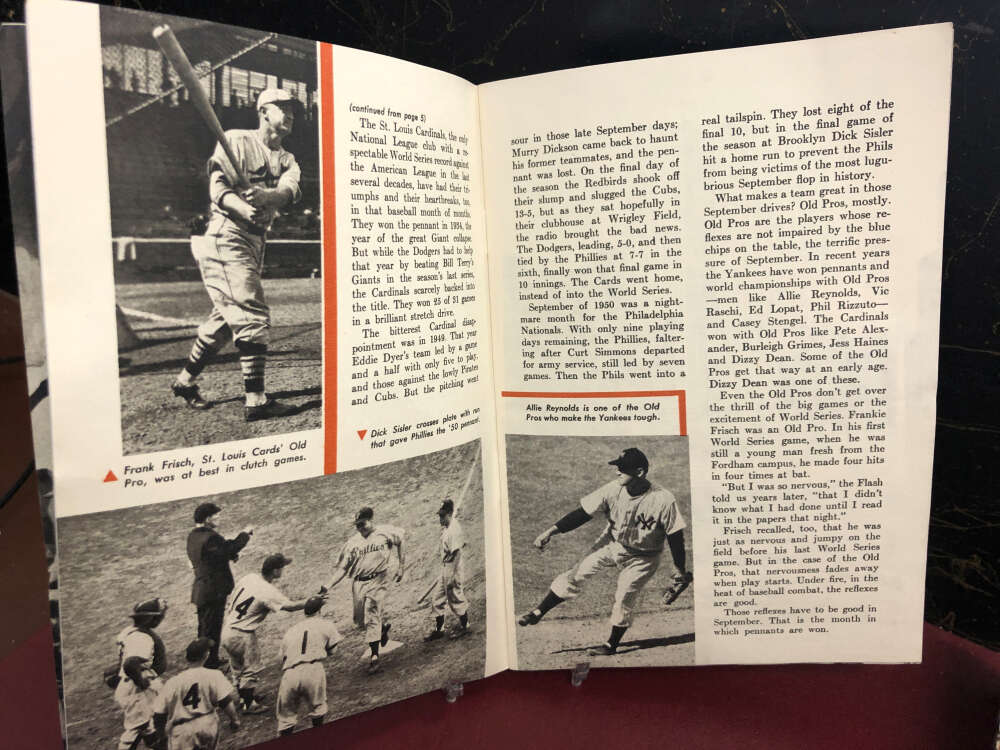 (continued from page 5)
The St. Louis Cardinals, the only
National League club with a re-
spectable World Series record against
the American League in the last
several decades, have had their tri-
umphs and their heartbreaks, too,
in that baseball month of months.
They won the pennant in 1934, the
year of the great Giant collapse.
But while the Dodgers had to help
that year by beating Bill Terry's
Giants in the season's last series,
the Cardinals scarcely backed into
the title. They won 25 of 31 games
in a brilliant stretch drive.
The bitterest Cardinal disap-
pointment was in 1949. That year
Eddie Dyer's team led by a game
and a half with only five to play,
and those against the lowly Pirates
and Cubs. But the pitching went
Frank Frisch, St. Louis Cards' Old
Pro, was at best in clutch games.
Dick Sisler crosses plate with run
that gave Phillies the '50 pennant.
Phillies
4
1
4
sour in those late September days;
Murry Dickson came back to haunt
his former teammates, and the pen-
nant was lost. On the final day of
the season the Redbirds shook off
their slump and slugged the Cubs,
13-5, but as they sat hopefully in
their clubhouse at Wrigley Field,
the radio brought the bad news.
The Dodgers, leading, 5-0, and then
tied by the Phillies at 7-7 in the
sixth, finally won that final game in
10 innings. The Cards went home,
instead of into the World Series.
September of 1950 was a night-
mare month for the Philadelphia
Nationals. With only nine playing
days remaining, the Phillies, falter-
ing after Curt Simmons departed
for army service, still led by seven
games. Then the Phils went into a
Allie Reynolds is one of the Old
Pros who make the Yankees tough.
NY
real tailspin. They lost eight of the
final 10, but in the final game of
the season at Brooklyn Dick Sisler
hit a home run to prevent the Phils
from being victims of the most lugu-
brious September flop in history.
What makes a team great in those
September drives? Old Pros, mostly.
Old Pros are the players whose re-
flexes are not impaired by the blue
chips on the table, the terrific pres-
sure of September. In recent years
the Yankees have won pennants and
world championships with Old Pros
—men like Allie Reynolds, Vic
Raschi, Ed Lopat, Phil Rizzuto—
and Casey Stengel. The Cardinals
won with Old Pros like Pete Alex-
ander, Burleigh Grimes, Jess Haines
and Dizzy Dean. Some of the Old
Pros get that way at an early age.
Dizzy Dean was one of these.
Even the Old Pros don't get over
the thrill of the big games or the
excitement of World Series. Frankie
Frisch was an Old Pro. In his first
World Series game, when he was
still a young man fresh from the
Fordham campus, he made four hits
in four times at bat.
"But I was so nervous," the Flash
told us years later, "that I didn't
know what I had done until I read
it in the papers that night."
Frisch recalled, too, that he was
just as nervous and jumpy on the
field before his last World Series
game. But in the case of the Old
Pros, that nervousness fades away
when play starts. Under fire, in the
heat of baseball combat, the reflexes
are good.
Those reflexes have to be good in
September. That is the month in
which pennants are won.